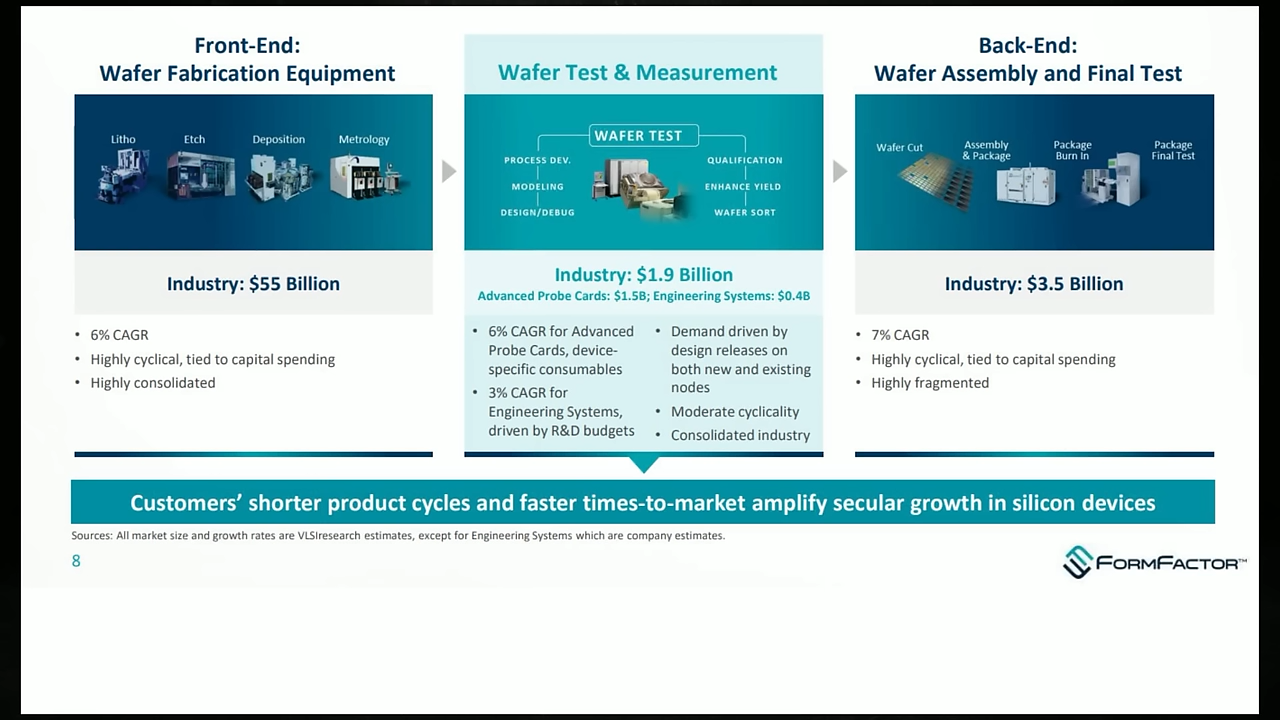 Front-End:
Wafer Fabrication Equipment
Litho
Etch
Deposition
Metrology
Industry: $55 Billion
• 6% CAGR
• Highly cyclical, tied to capital spending
• Highly consolidated
Wafer Test & Measurement
WAFER TEST
PROCESS DEV.
MODELING
DESIGN/DEBUG
QUALIFICATION
ENHANCE YIELD
WAFER SORT
Industry: $1.9 Billion
Advanced Probe Cards: $1.5B; Engineering Systems: $0.4B
• 6% CAGR for Advanced
Probe Cards, device-
specific consumables
• 3% CAGR for
Engineering Systems,
driven by R&D budgets
• Demand driven by
design releases on
both new and existing
nodes
• Moderate cyclicality
• Consolidated industry
Back-End:
Wafer Assembly and Final Test
Wafer Cut
Assembly
& Package
Package
Burn In
Package
Final Test
Industry: $3.5 Billion
• 7% CAGR
• Highly cyclical, tied to capital spending
• Highly fragmented
Customers’ shorter product cycles and faster times-to-market amplify secular growth in silicon devices
Sources: All market size and growth rates are VLSIresearch estimates, except for Engineering Systems which are company estimates.
8
FORMFACTOR™